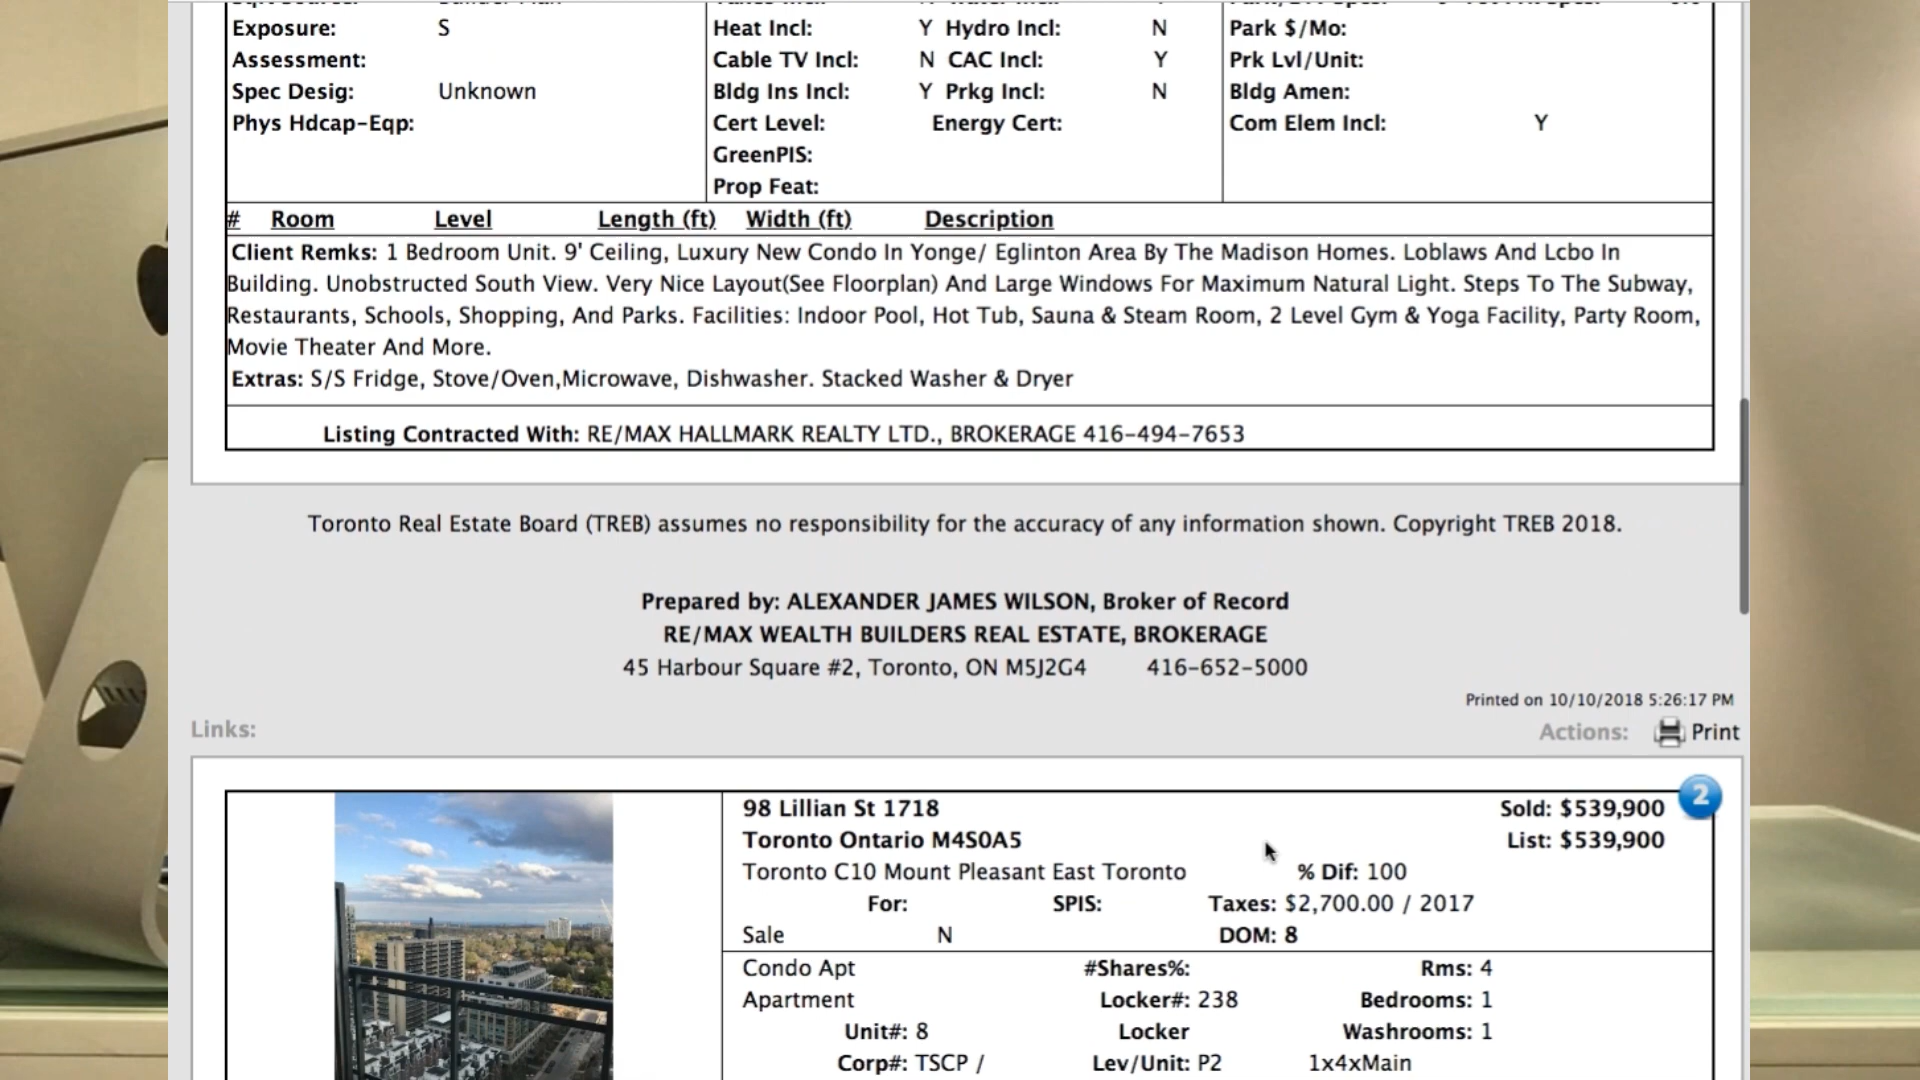 Exposure: S Heat Incl: Y Hydro Incl: N Park $/Mo:
Assessment: Cable TV Incl: N CAC Incl: Y Prk Lvl/Unit:
Spec Desig: Unknown Bldg Ins Incl: Y Prkg Incl: N Bldg Amen:
Phys Hdcap-Eqp: Cert Level: Energy Cert: Com Elem Incl: Y
GreenPIS:
Prop Feat:
# Room Level Length (ft) Width (ft) Description
Client Remks: 1 Bedroom Unit. 9' Ceiling, Luxury New Condo In Yonge/ Eglinton Area By The Madison Homes. Loblaws And Lcbo In
Building. Unobstructed South View. Very Nice Layout(See Floorplan) And Large Windows For Maximum Natural Light. Steps To The Subway,
Restaurants, Schools, Shopping, And Parks. Facilities: Indoor Pool, Hot Tub, Sauna & Steam Room, 2 Level Gym & Yoga Facility, Party Room,
Movie Theater And More.
Extras: S/S Fridge, Stove/Oven,Microwave, Dishwasher. Stacked Washer & Dryer
Listing Contracted With: RE/MAX HALLMARK REALTY LTD., BROKERAGE 416-494-7653
Toronto Real Estate Board (TREB) assumes no responsibility for the accuracy of any information shown. Copyright TREB 2018.
Prepared by: ALEXANDER JAMES WILSON, Broker of Record
RE/MAX WEALTH BUILDERS REAL ESTATE, BROKERAGE
45 Harbour Square #2, Toronto, ON M5J2G4 416-652-5000
Printed on 10/10/2018 5:26:17 PM
Links: Actions: Print
2
98 Lillian St 1718 Sold: $539,900
Toronto Ontario M4S0A5 List: $539,900
Toronto C10 Mount Pleasant East Toronto % Dif: 100
For: SPIS: Taxes: $2,700.00 / 2017
Sale N DOM: 8
Condo Apt #Shares%: Rms: 4
Apartment Locker#: 238 Bedrooms: 1
Unit#: 8 Locker Washrooms: 1
Corp#: TSCP / Lev/Unit: P2 1x4xMain